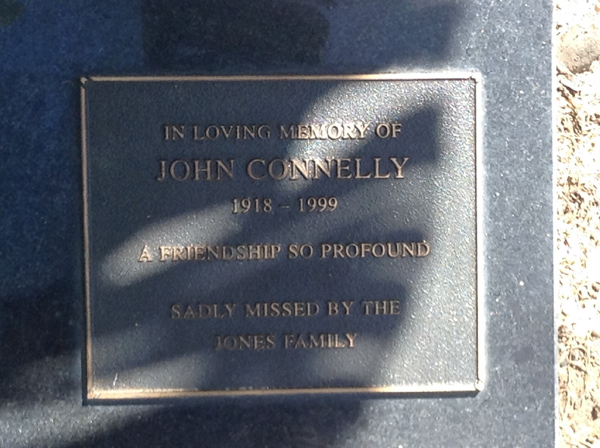 IN LOVING MEMORY OF
JOHN CONNELLY
1918 – 1999
A FRIENDSHIP SO PROFOUND
SADLY MISSED BY THE
JONES FAMILY